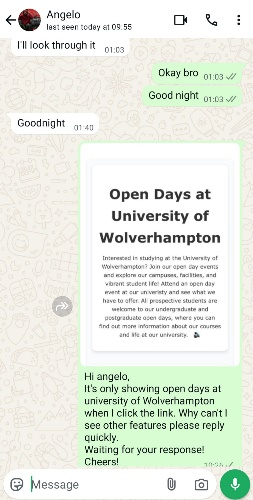 Angelo
last seen today at 09:55
I'll look through it 01:03
Okay bro 01:03
Good night 01:03
Goodnight 01:40
Open Days at
University of
Wolverhampton
Interested in studying at the University of
Wolverhampton? Join our open day events
and explore our campuses, facilities, and
vibrant student life! Attend an open day
event at our univeristy and see what we
have to offer. All prospective students are
welcome to our undergraduate and
postgraduate open days, where you can
find out more information about our courses
and life at our university.
Hi angelo,
It's only showing open days at
university of Wolverhampton
when I click the link. Why can't I
see other features please reply
quickly.
Waiting for your response!
Cheers!
Message